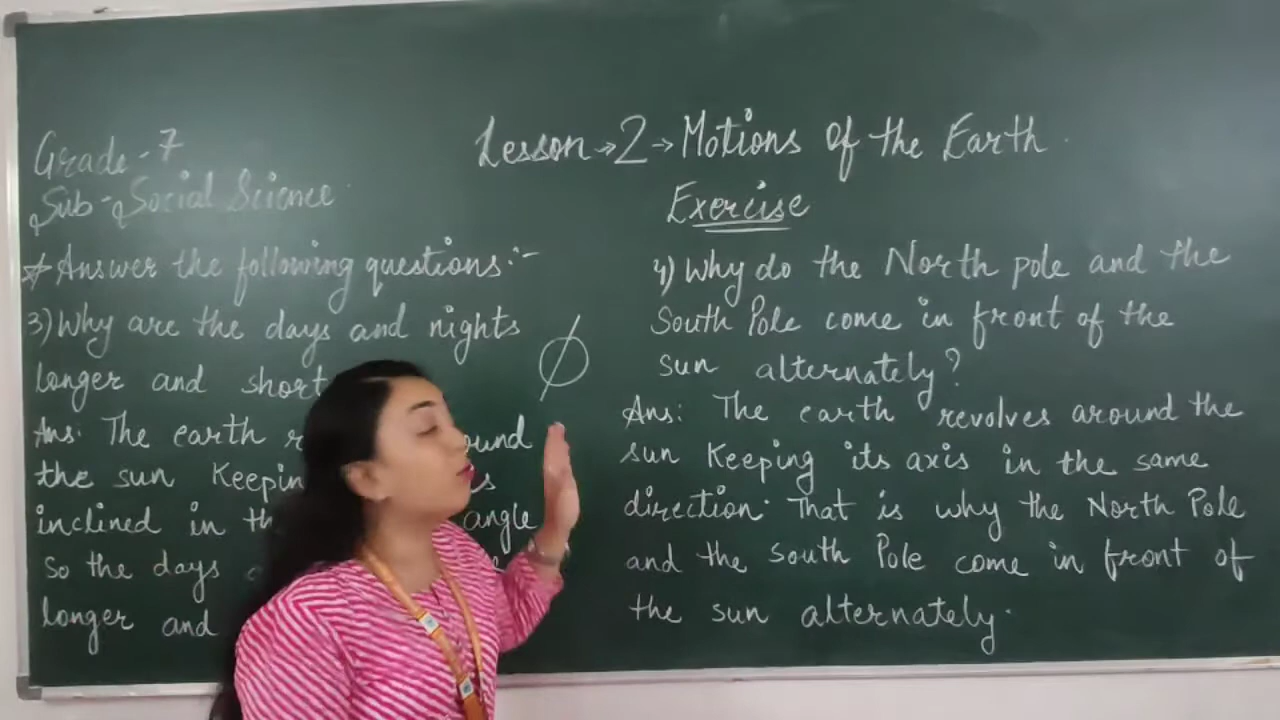 Grade - 7
Sub - Social Science
Lesson → 2 → Motions of the Earth
Exercise
* Answer the following questions :-
3) Why are the days and nights
longer and short
Ans: The earth r ound
the sun Keepin s
inclined in th angle
So the days
longer and
4) Why do the North pole and the
South Pole come in front of the
sun alternately?
Ans: The earth revolves around the
sun Keeping its axis in the same
direction. That is why the North Pole
and the South Pole come in front of
the sun alternately.